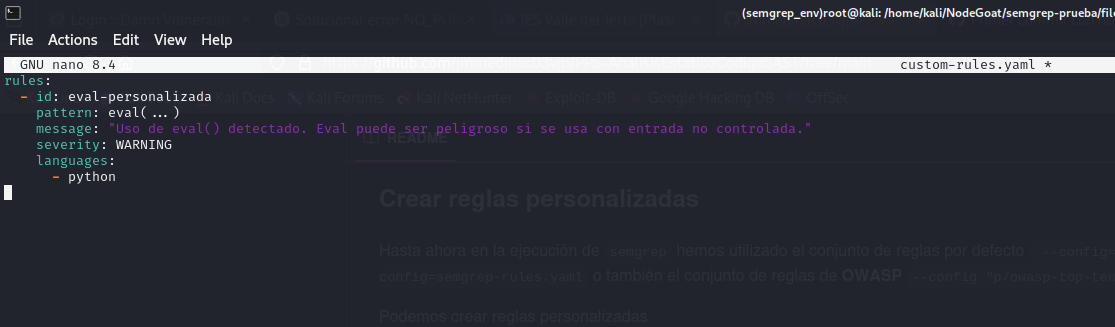 (semgrep_env)root@kali: /home/kali/NodeGoat/semgrep-prueba/file
File Actions Edit View Help
GNU nano 8.4 custom-rules.yaml *
rules:
- id: eval-personalizada
pattern: eval(...)
message: "Uso de eval() detectado. Eval puede ser peligroso si se usa con entrada no controlada."
severity: WARNING
languages:
- python
README
Crear reglas personalizadas
Hasta ahora en la ejecución de semgrep hemos utilizado el conjunto de reglas por defecto --config=
config=semgrep-rules.yaml o también el conjunto de reglas de OWASP --config "p/owasp-top-ten
Podemos crear reglas personalizadas